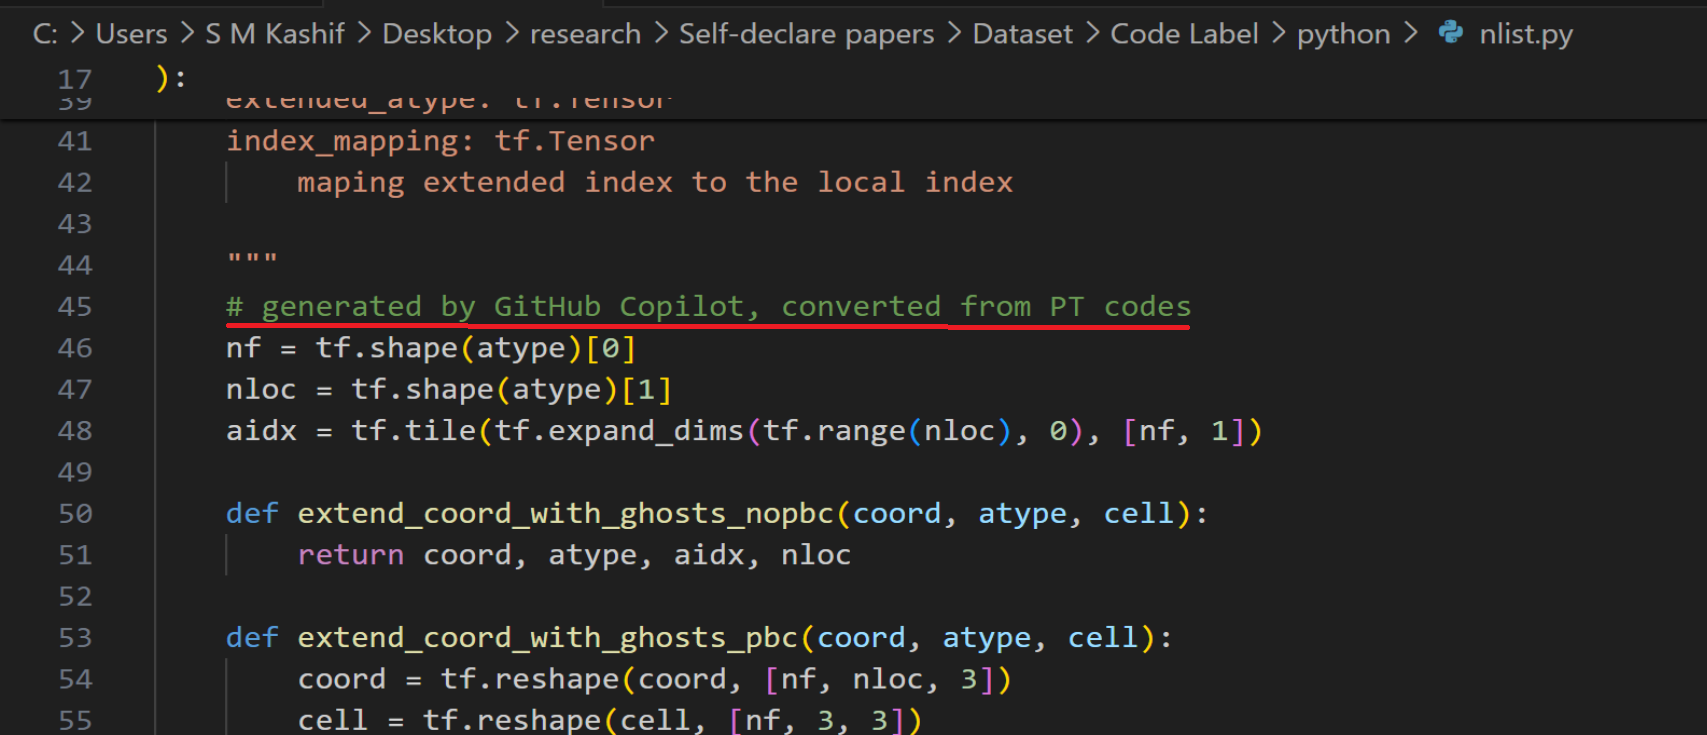 C: > Users > S M Kashif > Desktop > research > Self-declare papers > Dataset > Code Label > python > nlist.py
17 ):
39 extended_atype: tf.Tensor
41 index_mapping: tf.Tensor
42 maping extended index to the local index
43
44 """
45 # generated by GitHub Copilot, converted from PT codes
46 nf = tf.shape(atype)[0]
47 nloc = tf.shape(atype)[1]
48 aidx = tf.tile(tf.expand_dims(tf.range(nloc), 0), [nf, 1])
49
50 def extend_coord_with_ghosts_nopbc(coord, atype, cell):
51 return coord, atype, aidx, nloc
52
53 def extend_coord_with_ghosts_pbc(coord, atype, cell):
54 coord = tf.reshape(coord, [nf, nloc, 3])
55 cell = tf.reshape(cell, [nf, 3, 3])